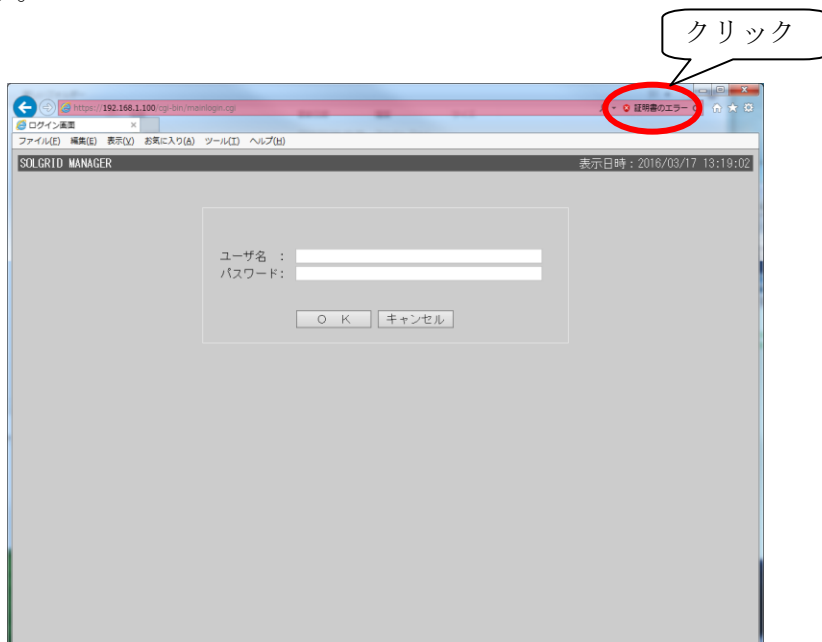 。
クリック
https://192.168.1.100/cgi-bin/mainlogin.cgi
証明書のエラー
ログイン画面
ファイル(F) 編集(E) 表示(V) お気に入り(A) ツール(T) ヘルプ(H)
SOLGRID MANAGER 表示日時：2016/03/17 13:19:02
ユーザ名 ：
パスワード：
Ｏ Ｋ キャンセル